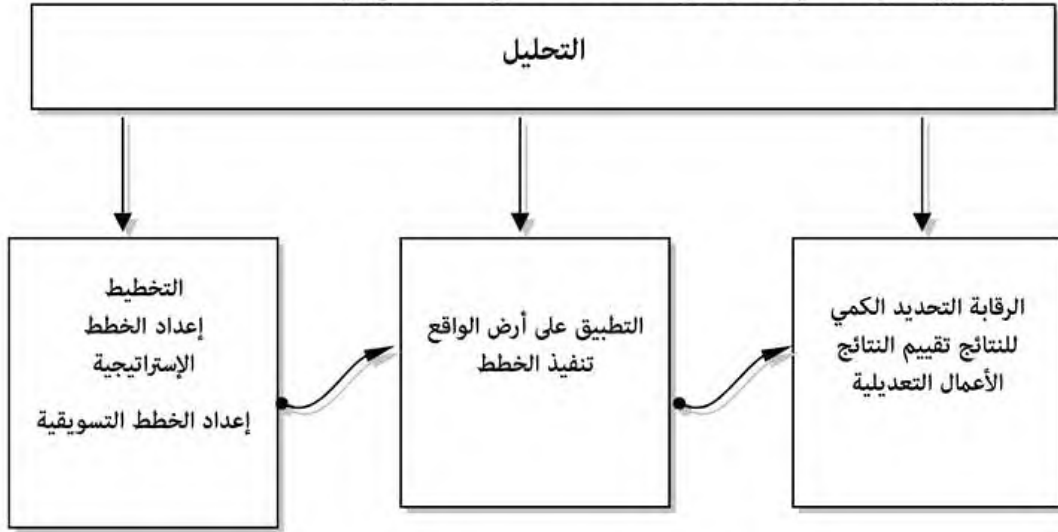 التحليل
التخطيط
إعداد الخطط
الإستراتيجية
إعداد الخطط التسويقية
التطبيق على أرض الواقع
تنفيذ الخطط
الرقابة التحديد الكمي
للنتائج تقييم النتائج
الأعمال التعديلية